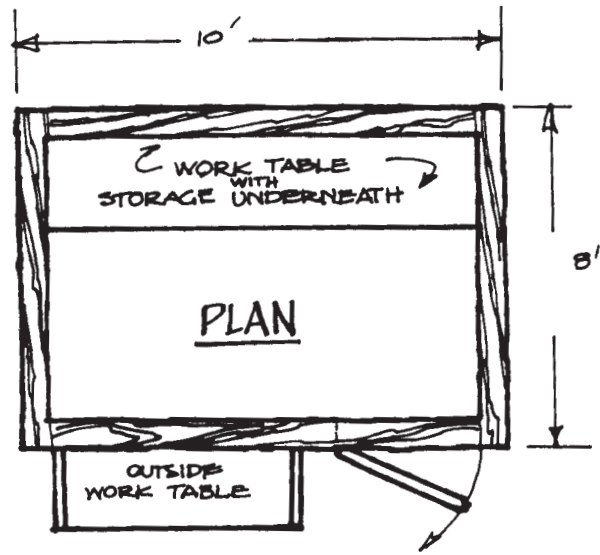 10'
WORK TABLE
WITH
STORAGE UNDERNEATH
8'
PLAN
OUTSIDE
WORK TABLE